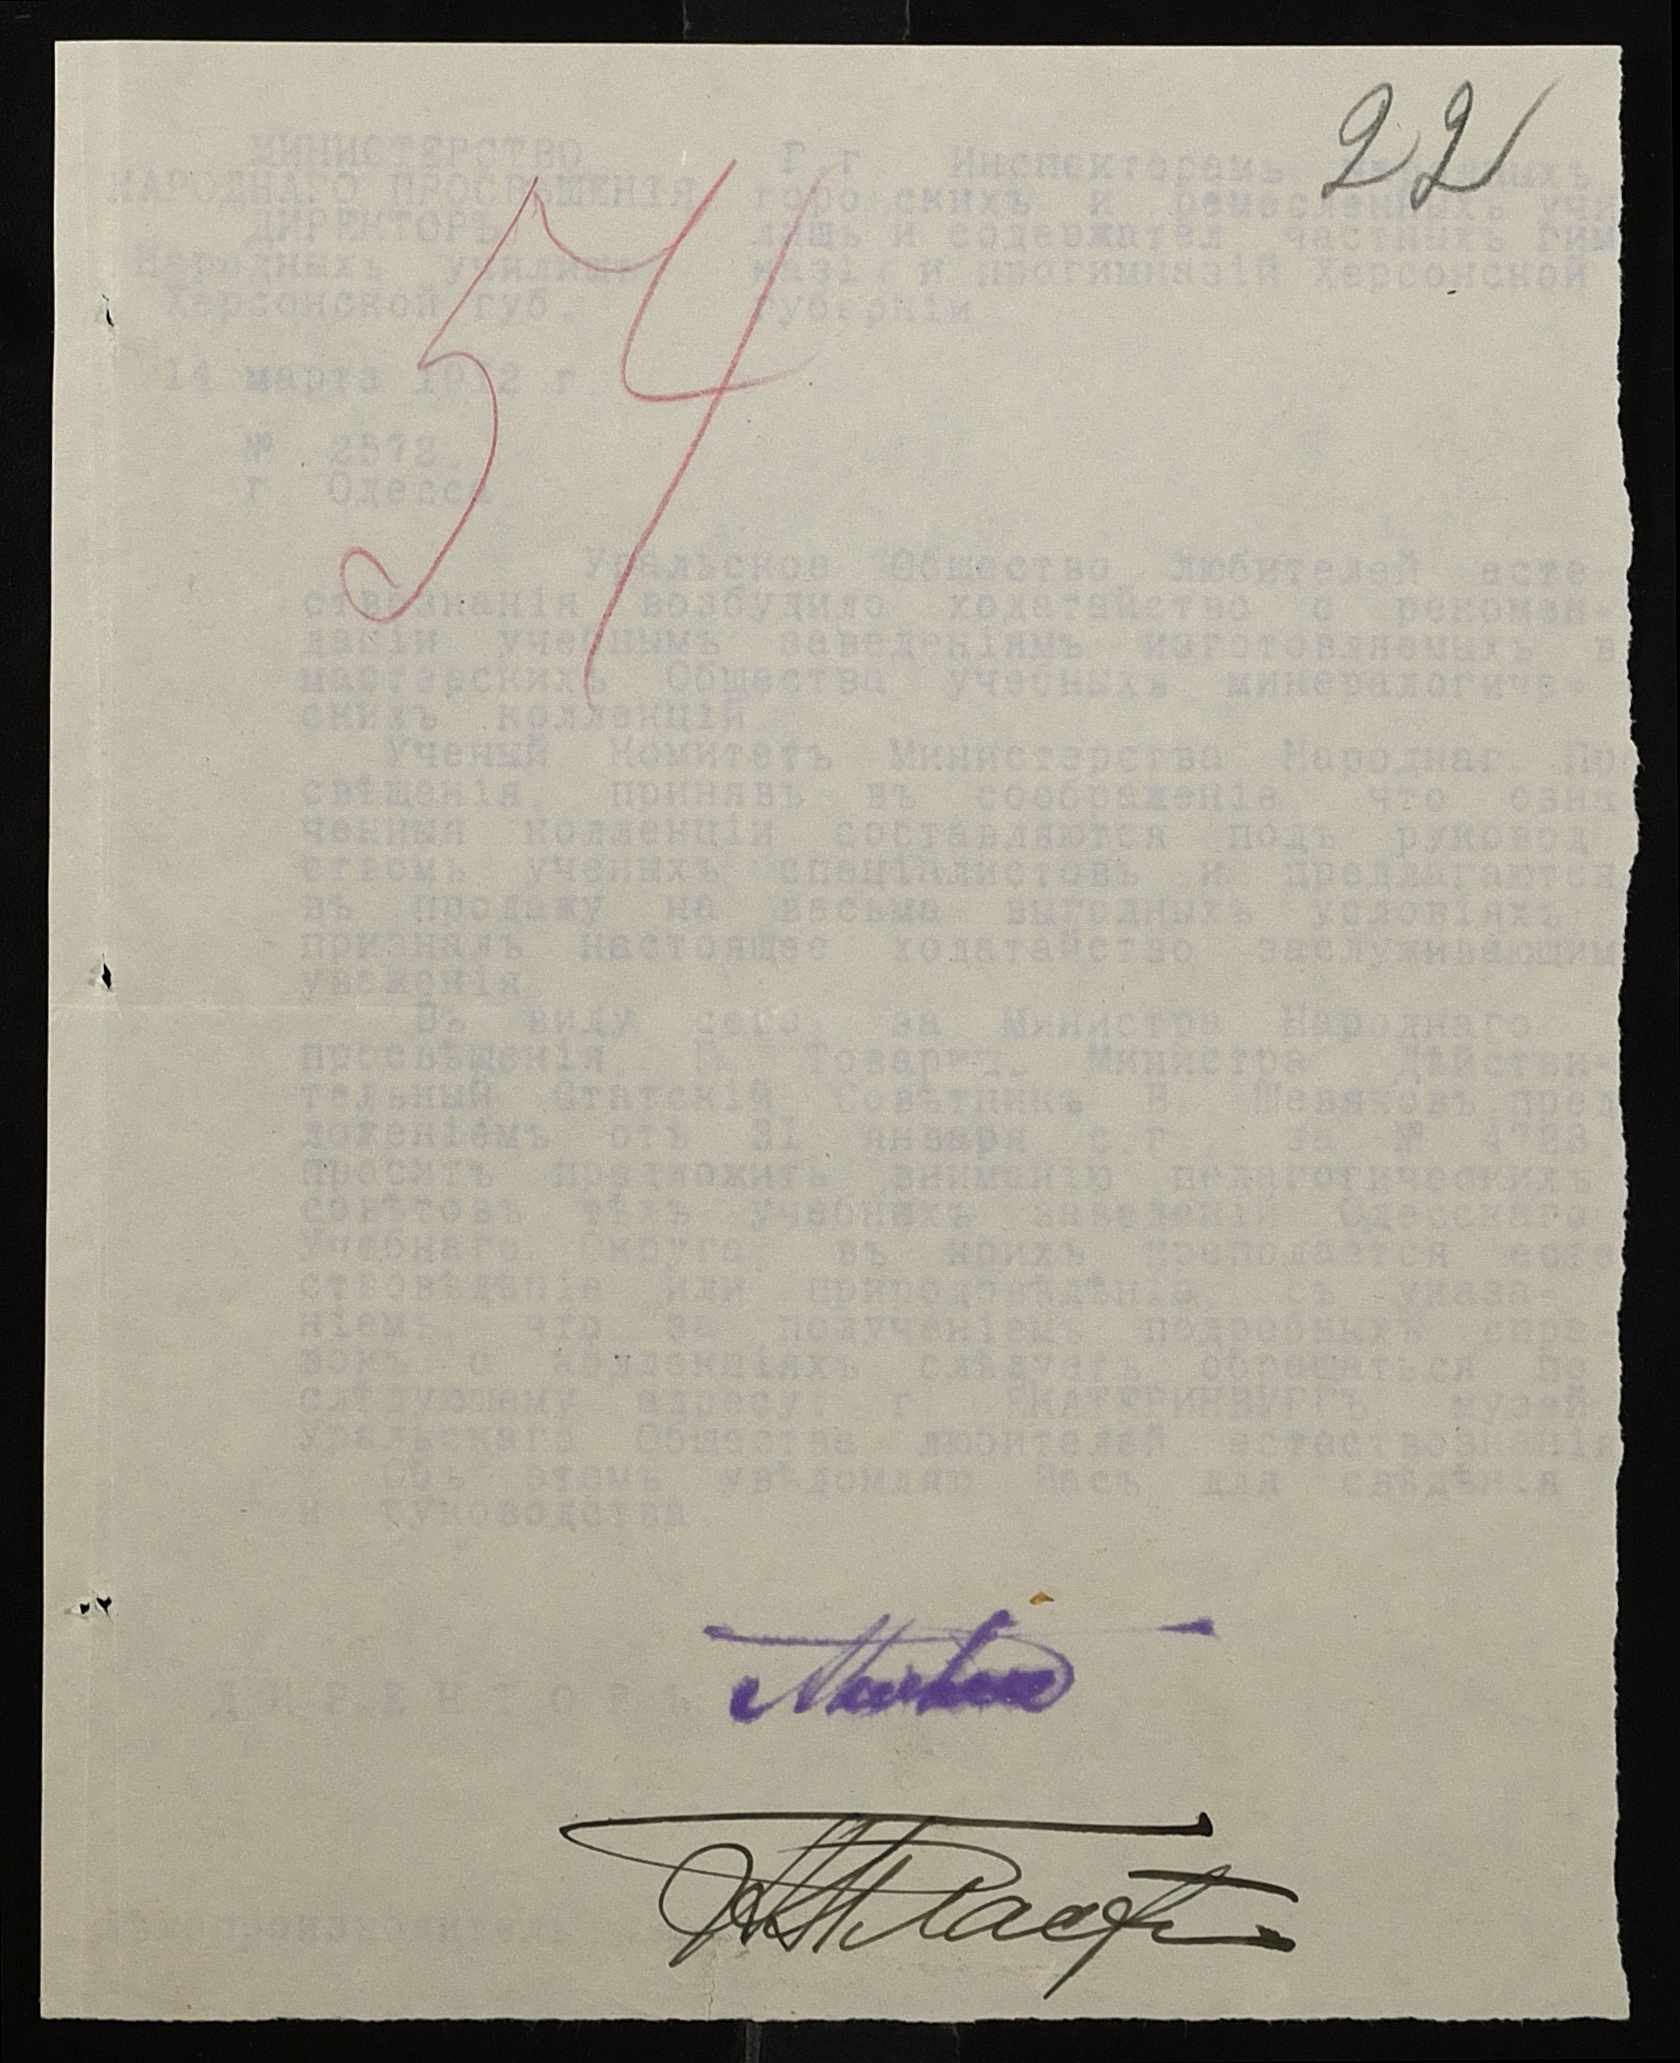 22
54
МИНИСТЕРСТВО
НАРОДНАГО ПРОСВѢЩЕНІЯ
ДИРЕКТОРЪ
Народныхъ училищъ
Херсонской губ.
14 марта 1912 г.
№ 2572.
г. Одесса
Г.г. Инспекторамъ
городскихъ и ремесленныхъ учи
лищъ и содержател частныхъ гим
назій и прогимназій Херсонской
губерніи
Уральское Общество любителей есте
ствознанія возбудило ходатайство о рекомен-
даціи учебнымъ заведеніямъ изготовляемыхъ в
мастерскихъ Общества учебныхъ минералогиче-
скихъ коллекцій.
Ученый Комитетъ Министерства Народнаг. Про
свѣщенія, принявъ въ соображеніе, что озна
ченныя коллекціи составляются подъ руковод
ствомъ ученыхъ спеціалистовъ и предлагаются
въ продажу на весьма выгодныхъ условіяхъ
призналъ настоящее ходатайство заслуживающим
уваженія.
Въ виду сего, за Министра Народнаго
просвѣщенія, Г. Товарищ. Министра Дѣйстви-
тельный Статскій Совѣтникъ В. Шевяковъ пред
ложеніемъ отъ 31 января с.г., за № 4788,
проситъ предложить вниманію педагогическихъ
совѣтовъ тѣхъ учебныхъ заведеній Одесскаго
Учебнаго Округа, въ коихъ преподается есте
ствовѣдѣніе или природовѣдѣніе, съ указа-
ніемъ, что за полученіемъ подробныхъ спра
вокъ о коллекціяхъ слѣдуетъ обращаться по
слѣдующему адресу: г. ЕКАТЕРИНБУРГЪ, музей
Уральскаго Общества любителей естествознанія
Объ этомъ увѣдомляю Васъ для свѣдѣнія
и руководства.
ДИРЕКТОРЪ
Дѣлопроизводитель